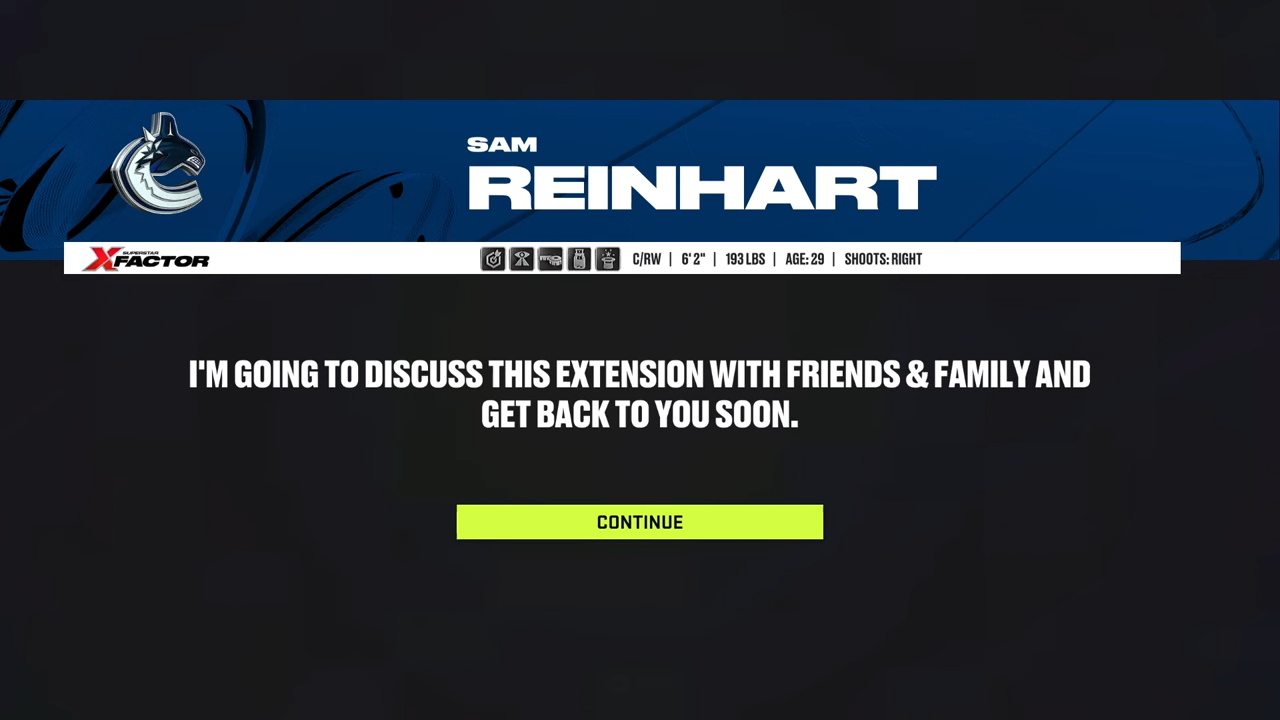 SAM
REINHART
SUPERSTAR
XFACTOR
C/RW | 6' 2" | 193 LBS | AGE: 29 | SHOOTS: RIGHT
I'M GOING TO DISCUSS THIS EXTENSION WITH FRIENDS & FAMILY AND
GET BACK TO YOU SOON.
CONTINUE